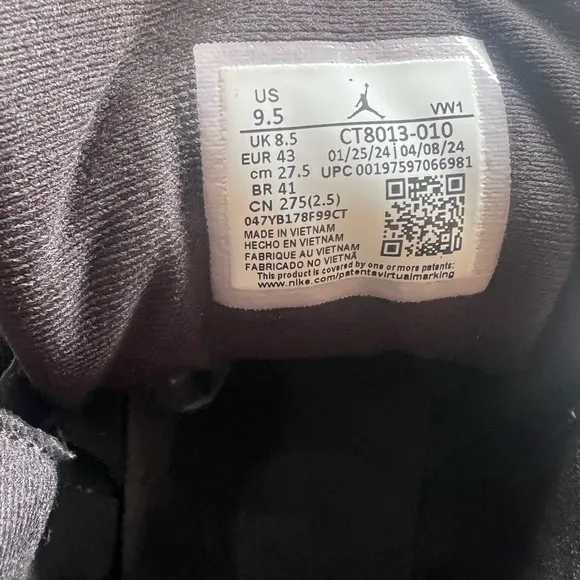 US
9.5
VW1
UK 8.5 CT8013-010
EUR 43 01/25/24 | 04/08/24
cm 27.5 UPC 00197597066981
BR 41
CN 275(2.5)
047YB178F99CT
MADE IN VIETNAM
HECHO EN VIETNAM
FABRIQUE AU VIETNAM
FABRICADO NO VIETNÃ
This product is covered by one or more patents:
www.nike.com/patentsvirtualmarking